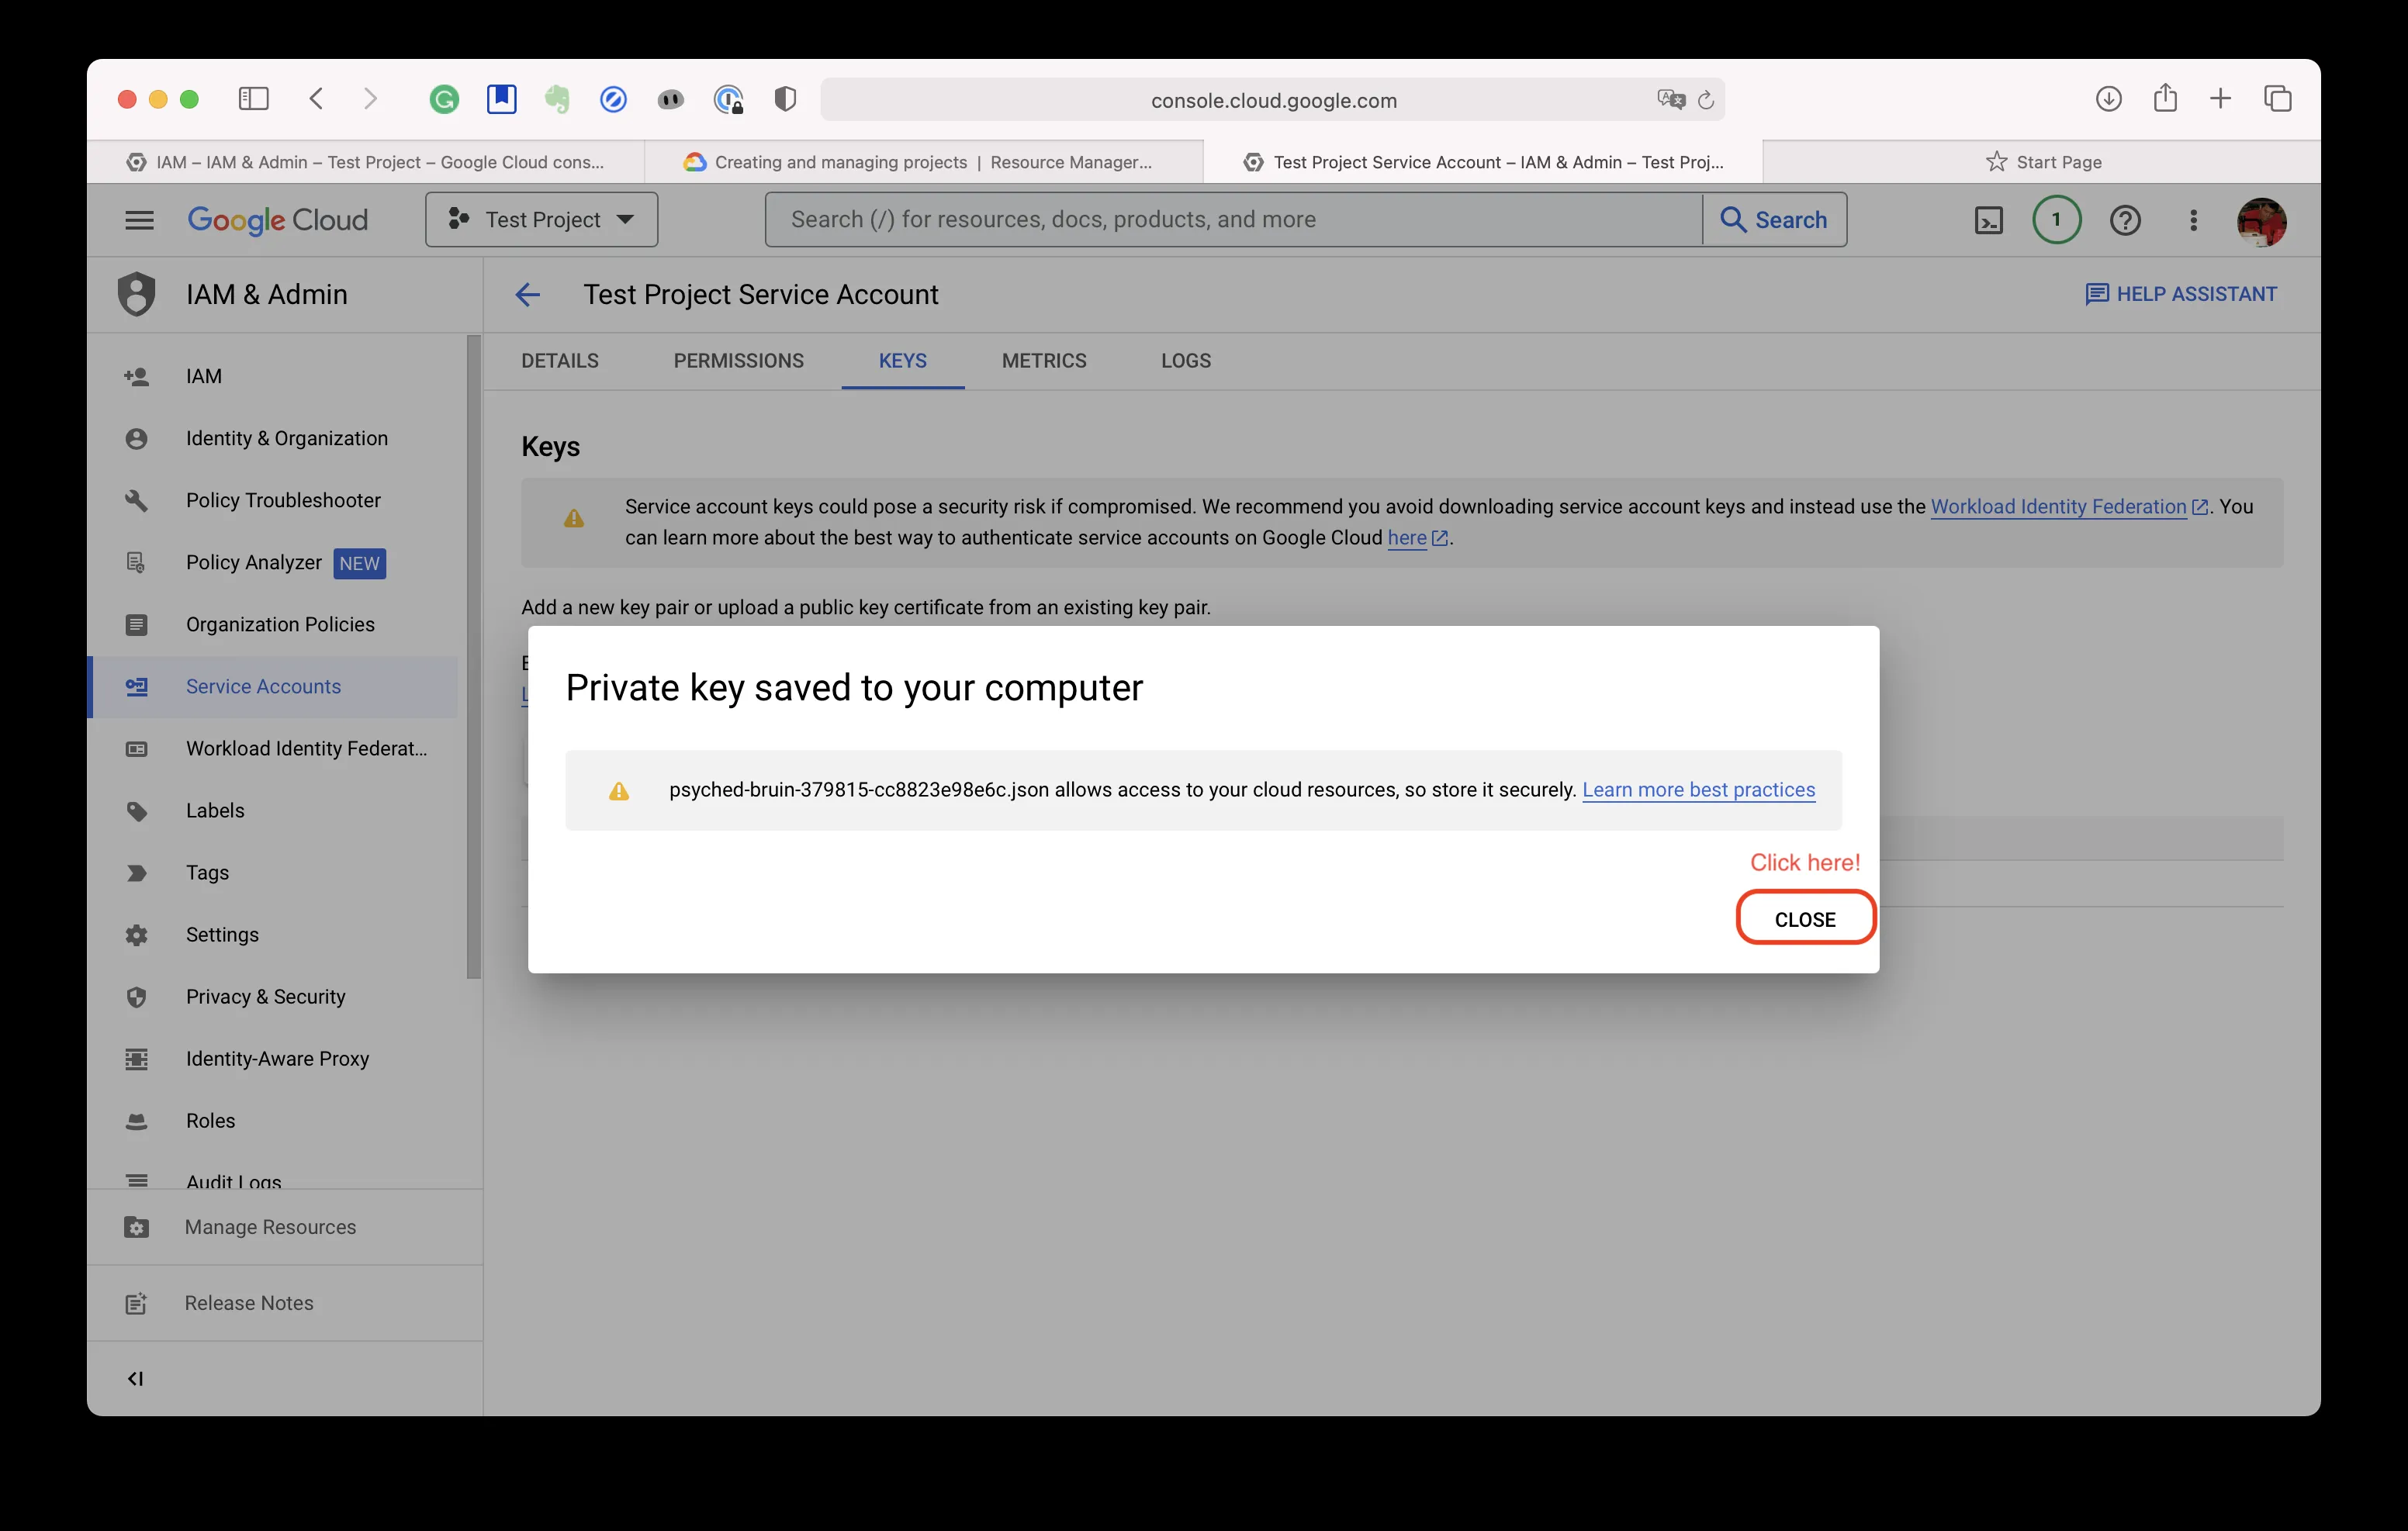 console.cloud.google.com
IAM – IAM & Admin – Test Project – Google Cloud cons...
Creating and managing projects | Resource Manager...
Test Project Service Account – IAM & Admin – Test Proj...
Start Page
Google Cloud
Test Project
Search (/) for resources, docs, products, and more
Search
1
IAM & Admin
Test Project Service Account
HELP ASSISTANT
IAM
Identity & Organization
Policy Troubleshooter
Policy Analyzer NEW
Organization Policies
Service Accounts
Workload Identity Federat...
Labels
Tags
Settings
Privacy & Security
Identity-Aware Proxy
Roles
Audit Logs
Manage Resources
Release Notes
DETAILS
PERMISSIONS
KEYS
METRICS
LOGS
Keys
Service account keys could pose a security risk if compromised. We recommend you avoid downloading service account keys and instead use the Workload Identity Federation. You
can learn more about the best way to authenticate service accounts on Google Cloud here.
Add a new key pair or upload a public key certificate from an existing key pair.
Private key saved to your computer
psyched-bruin-379815-cc8823e98e6c.json allows access to your cloud resources, so store it securely. Learn more best practices
Click here!
CLOSE